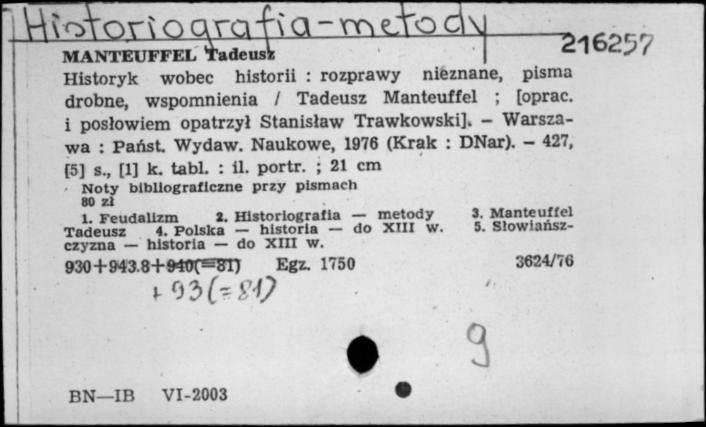 Historiografia-metody
216257
MANTEUFFEL Tadeusz
Historyk wobec historii : rozprawy nieznane, pisma
drobne, wspomnienia / Tadeusz Manteuffel ; [oprac.
i posłowiem opatrzył Stanisław Trawkowski]. – Warsza-
wa : Państ. Wydaw. Naukowe, 1976 (Krak : DNar). – 427,
[5] s., [1] k. tabl. : il. portr. ; 21 cm
Noty bibliograficzne przy pismach
80 zł
1. Feudalizm 2. Historiografia — metody 3. Manteuffel
Tadeusz 4. Polska — historia — do XIII w. 5. Słowiańsz-
czyzna — historia — do XIII w.
930+943.8+940(=81) Egz. 1750 3624/76
+ 93(=81)
9
BN—IB VI-2003